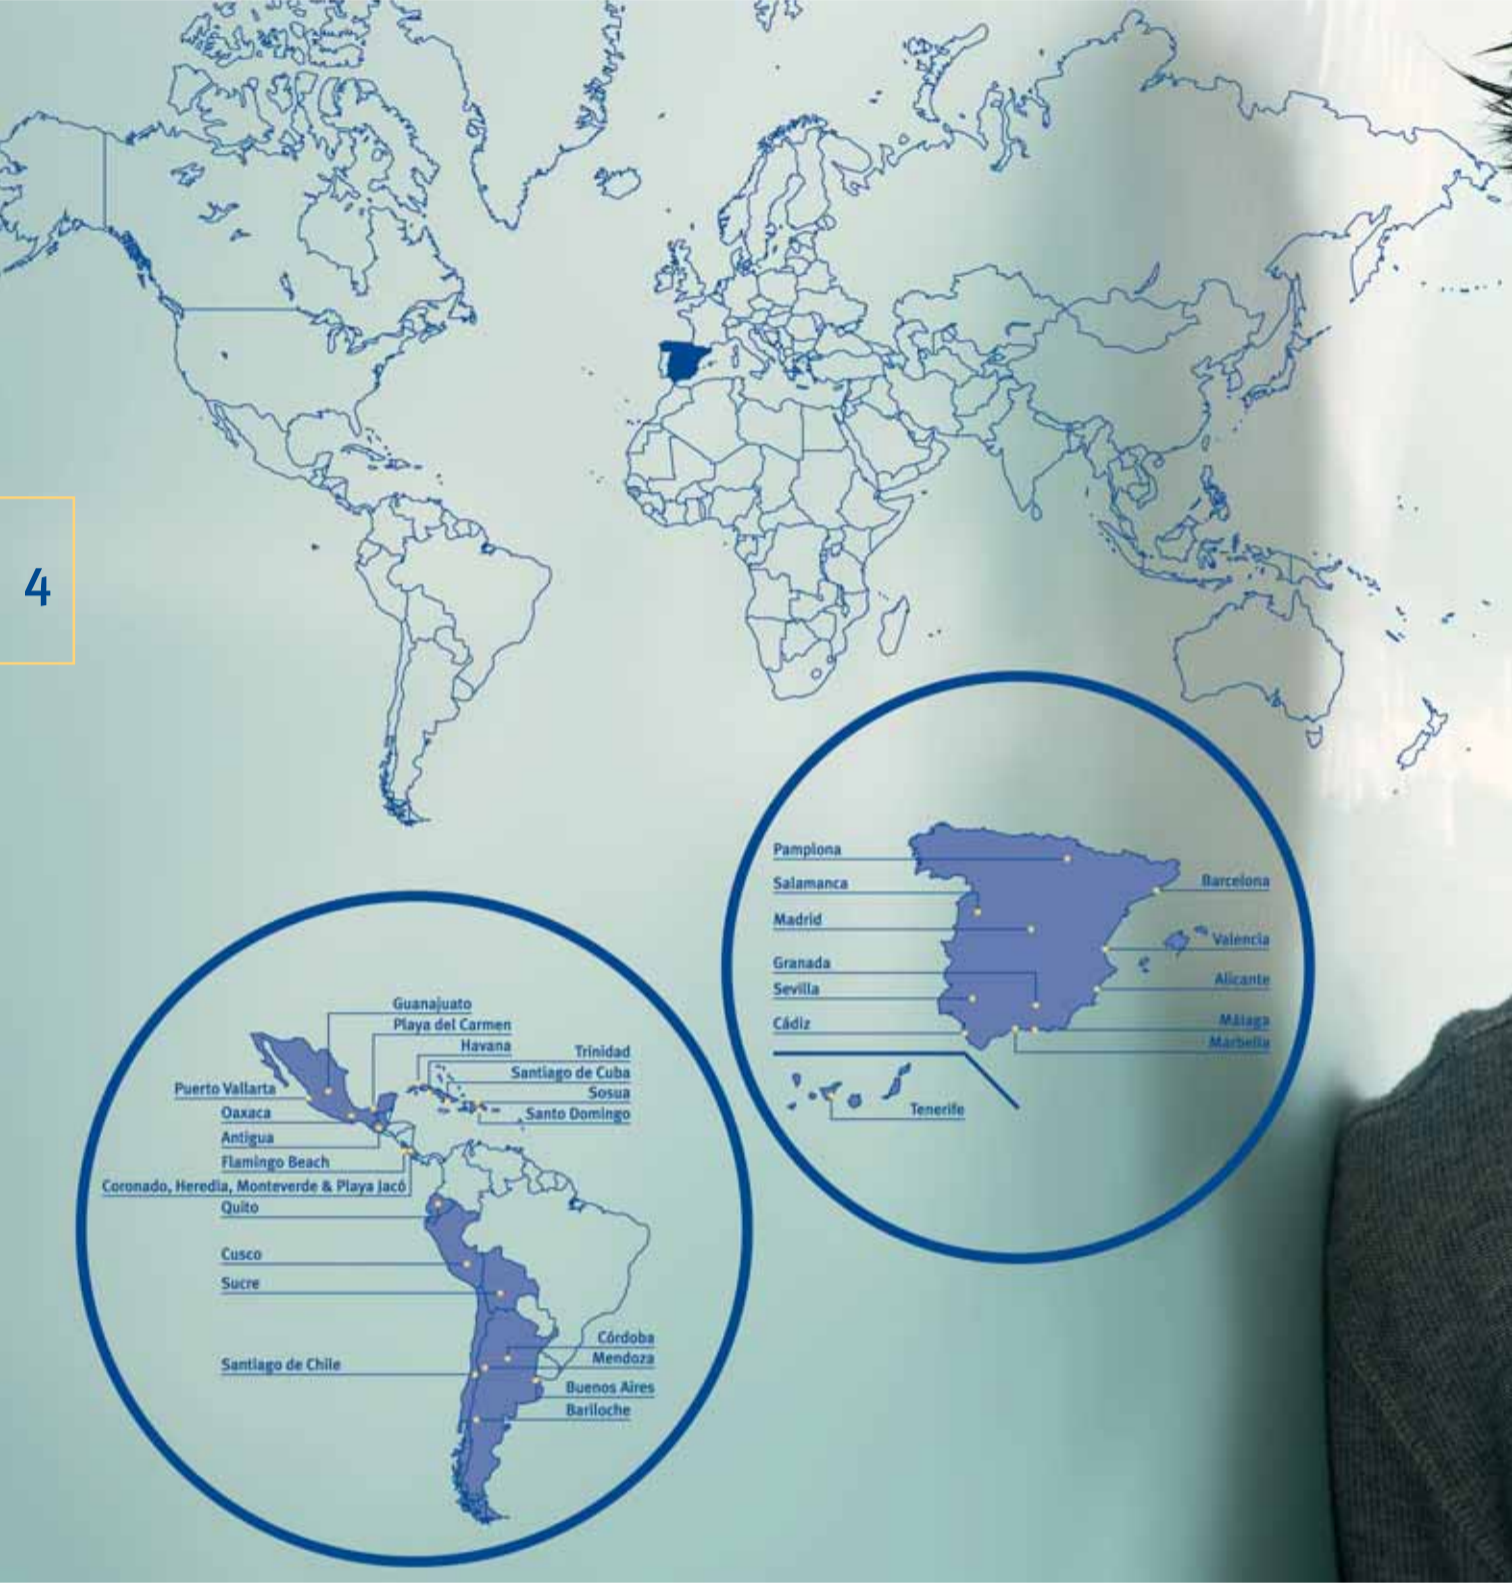 4
Pamplona
Salamanca
Madrid
Granada
Sevilla
Cádiz
Barcelona
Valencia
Alicante
Málaga
Marbella
Tenerife
Guanajuato
Playa del Carmen
Havana
Trinidad
Santiago de Cuba
Sosua
Santo Domingo
Puerto Vallarta
Oaxaca
Antigua
Flamingo Beach
Coronado, Heredia, Monteverde & Playa Jacó
Quito
Cusco
Sucre
Santiago de Chile
Córdoba
Mendoza
Buenos Aires
Bariloche